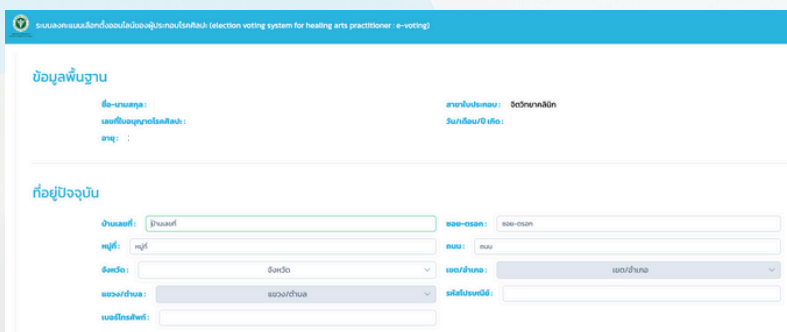 ระบบลงคะแนนเลือกตั้งออนไลน์ของผู้ประกอบโรคศิลปะ (election voting system for healing arts practitioner : e-voting)
ข้อมูลพื้นฐาน
ชื่อ-นามสกุล : สาขาใบประกอบ : จิตวิทยาคลินิก
เลขที่ใบอนุญาตโรคศิลปะ : วัน/เดือน/ปี เกิด :
อายุ :
ที่อยู่ปัจจุบัน
บ้านเลขที่ : บ้านเลขที่ ซอย-ตรอก : ซอย-ตรอก
หมู่ที่ : หมู่ที่ ถนน : ถนน
จังหวัด : จังหวัด เขต/อำเภอ : เขต/อำเภอ
แขวง/ตำบล : แขวง/ตำบล รหัสไปรษณีย์ :
เบอร์โทรศัพท์ :